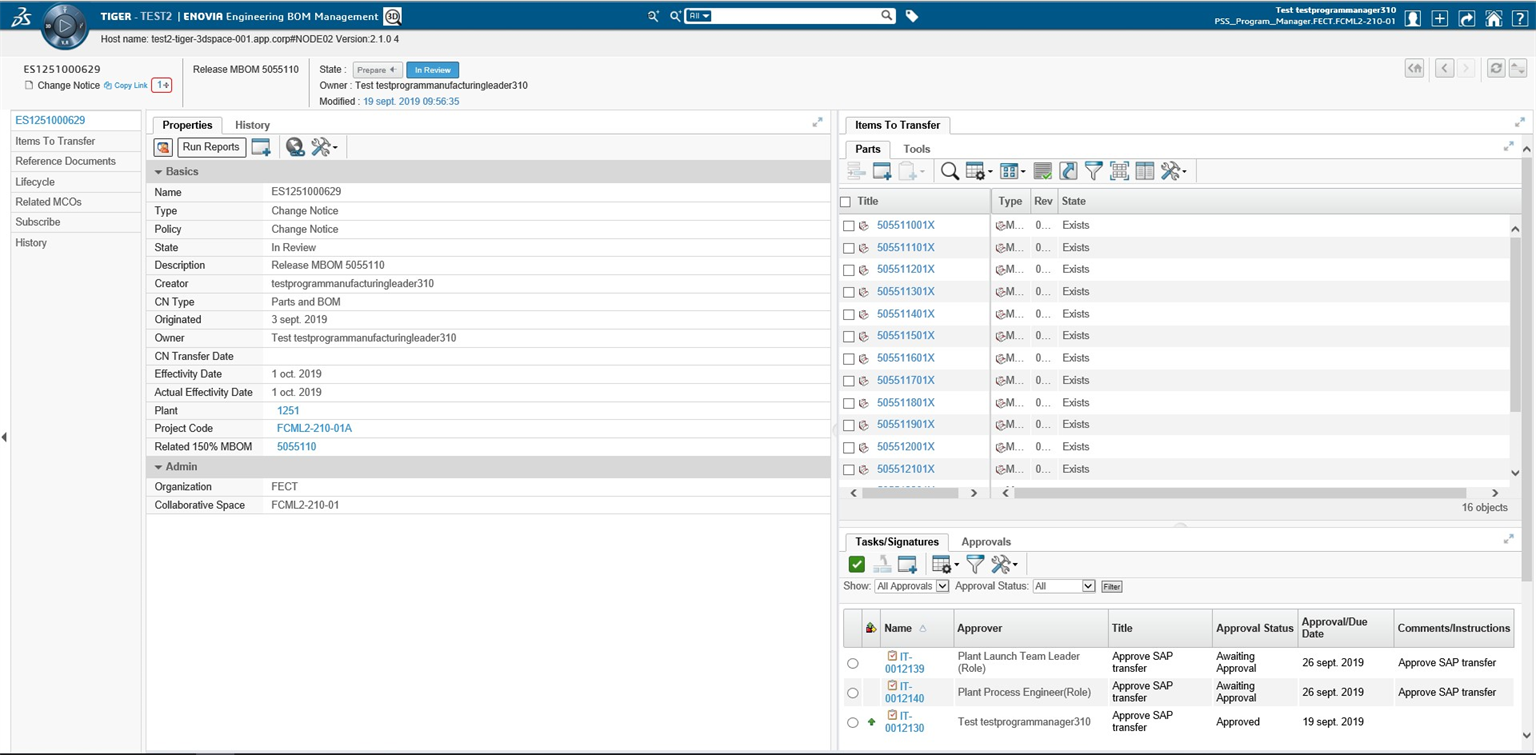 TIGER - TEST2 | ENOVIA Engineering BOM Management 3D
All
Test testprogrammanager310
PSS_Program_Manager.FECT.FCML2-210-01
Host name: test2-tiger-3dspace-001.app.corp#NODE02 Version:2.1.0 4
ES1251000629
Change Notice Copy Link 1
Release MBOM 5055110
State : Prepare In Review
Owner : Test testprogrammanufacturingleader310
Modified : 19 sept. 2019 09:56:35
ES1251000629
Items To Transfer
Reference Documents
Lifecycle
Related MCOs
Subscribe
History
Properties History
Run Reports
Basics
Name ES1251000629
Type Change Notice
Policy Change Notice
State In Review
Description Release MBOM 5055110
Creator testprogrammanufacturingleader310
CN Type Parts and BOM
Originated 3 sept. 2019
Owner Test testprogrammanufacturingleader310
CN Transfer Date
Effectivity Date 1 oct. 2019
Actual Effectivity Date 1 oct. 2019
Plant 1251
Project Code FCML2-210-01A
Related 150% MBOM 5055110
Admin
Organization FECT
Collaborative Space FCML2-210-01
Items To Transfer
Parts Tools
Title Type Rev State
505511001X M... 0... Exists
505511101X M... 0... Exists
505511201X M... 0... Exists
505511301X M... 0... Exists
505511401X M... 0... Exists
505511501X M... 0... Exists
505511601X M... 0... Exists
505511701X M... 0... Exists
505511801X M... 0... Exists
505511901X M... 0... Exists
505512001X M... 0... Exists
505512101X M... 0... Exists
16 objects
Tasks/Signatures Approvals
Show: All Approvals Approval Status: All Filter
Name Approver Title Approval Status Approval/Due Date Comments/Instructions
IT-0012139 Plant Launch Team Leader (Role) Approve SAP transfer Awaiting Approval 26 sept. 2019 Approve SAP transfer
IT-0012140 Plant Process Engineer(Role) Approve SAP transfer Awaiting Approval 26 sept. 2019 Approve SAP transfer
IT-0012130 Test testprogrammanager310 Approve SAP transfer Approved 19 sept. 2019